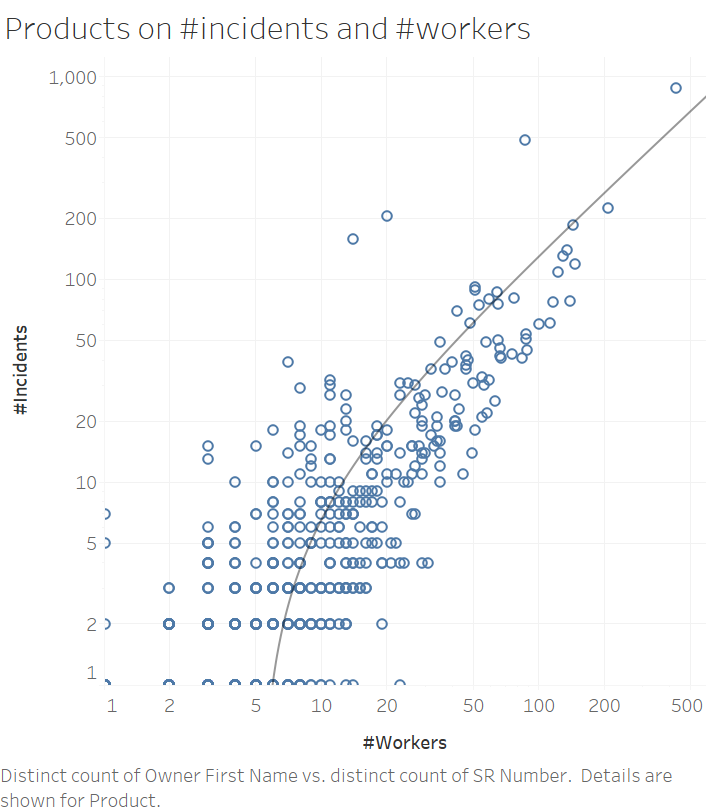 Products on #incidents and #workers
1,000
500
200
100
50
20
10
5
2
1
#Incidents
1 2 5 10 20 50 100 200 500
#Workers
Distinct count of Owner First Name vs. distinct count of SR Number. Details are
shown for Product.